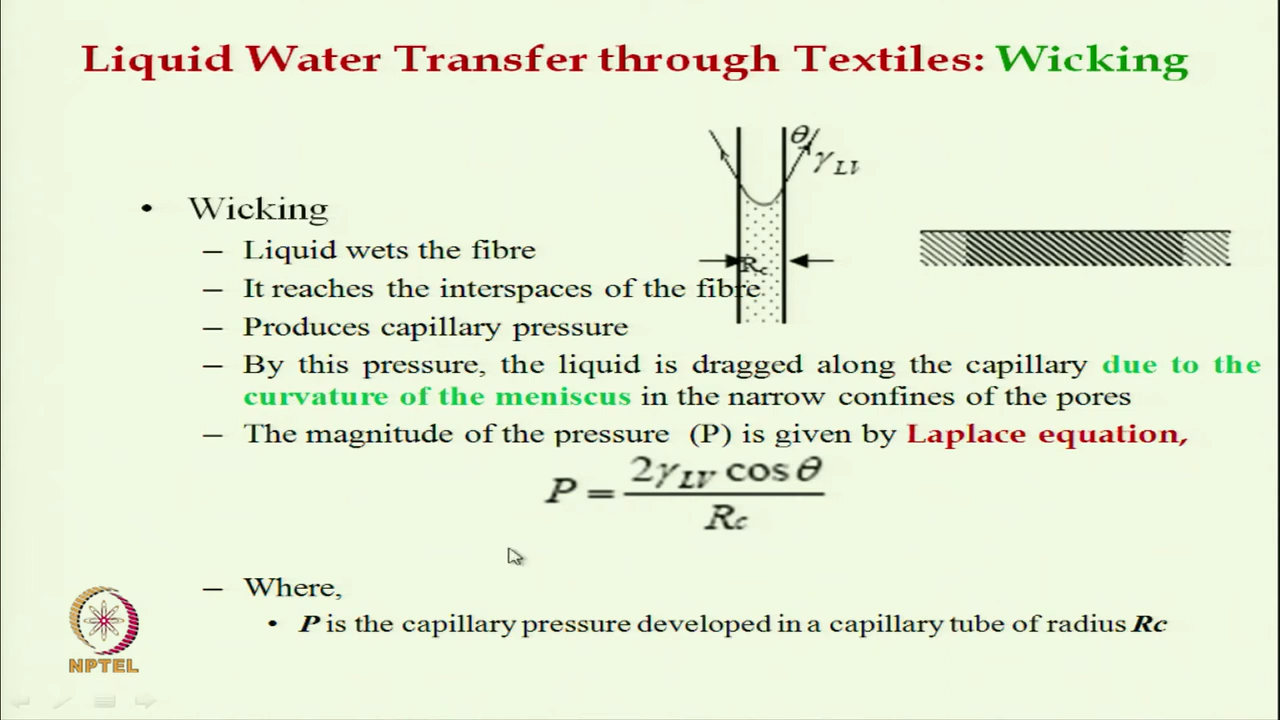 Liquid Water Transfer through Textiles: Wicking
θ
γLV
Rc
• Wicking
– Liquid wets the fibre
– It reaches the interspaces of the fibre
– Produces capillary pressure
– By this pressure, the liquid is dragged along the capillary due to the
curvature of the meniscus in the narrow confines of the pores
– The magnitude of the pressure (P) is given by Laplace equation,
P = 2γLV cos θ / Rc
– Where,
• P is the capillary pressure developed in a capillary tube of radius Rc
NPTEL